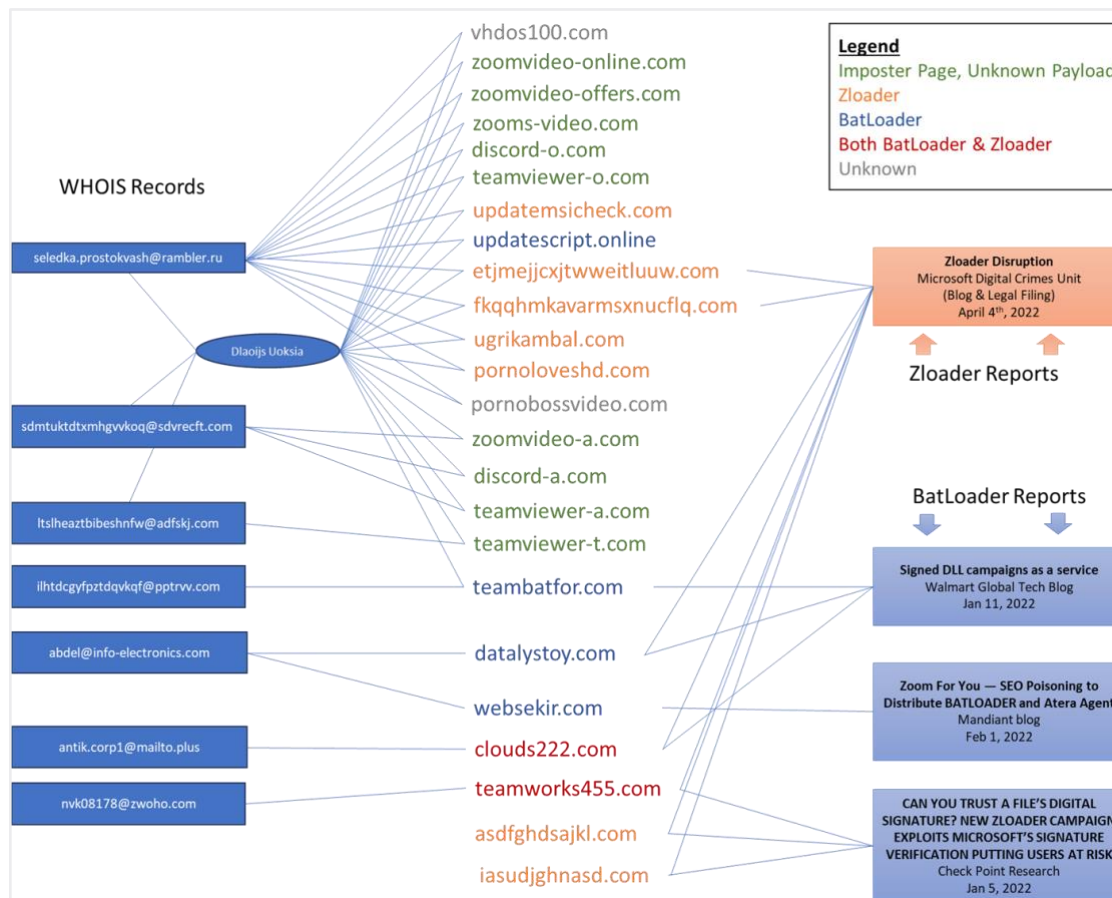 WHOIS Records
seledka.prostokvash@rambler.ru
Dlaoijs Uoksia
sdmtuktdtxmhgvvkoq@sdvrecft.com
ltslheaztbibeshnfw@adfskj.com
ilhtdcgyfpztdqvkqf@pptrvv.com
abdel@info-electronics.com
antik.corp1@mailto.plus
nvk08178@zwoho.com
vhdos100.com
zoomvideo-online.com
zoomvideo-offers.com
zooms-video.com
discord-o.com
teamviewer-o.com
updatemsicheck.com
updatescript.online
etjmejjcxjtwweitluuw.com
fkqqhmkavarmsxnucflq.com
ugrikambal.com
pornoloveshd.com
pornobossvideo.com
zoomvideo-a.com
discord-a.com
teamviewer-a.com
teamviewer-t.com
teambatfor.com
datalystoy.com
websekir.com
clouds222.com
teamworks455.com
asdfghdsajkl.com
iasudjghnasd.com
Legend
Imposter Page, Unknown Payload
Zloader
BatLoader
Both BatLoader & Zloader
Unknown
Zloader Disruption
Microsoft Digital Crimes Unit
(Blog & Legal Filing)
April 4th, 2022
Zloader Reports
BatLoader Reports
Signed DLL campaigns as a service
Walmart Global Tech Blog
Jan 11, 2022
Zoom For You — SEO Poisoning to
Distribute BATLOADER and Atera Agent
Mandiant blog
Feb 1, 2022
CAN YOU TRUST A FILE'S DIGITAL
SIGNATURE? NEW ZLOADER CAMPAIGN
EXPLOITS MICROSOFT'S SIGNATURE
VERIFICATION PUTTING USERS AT RISK
Check Point Research
Jan 5, 2022